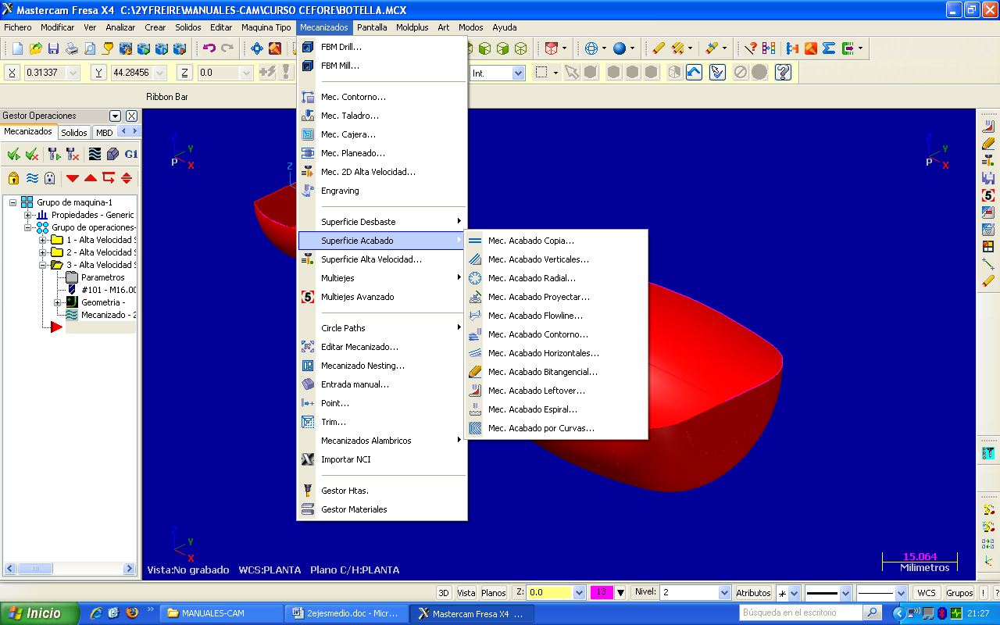 Mastercam Fresa X4 C:\2YFREIRE\MANUALES-CAM\CURSO CEFORE\BOTELLA.MCX
Fichero Modificar Ver Analizar Crear Solidos Editar Maquina Tipo Mecanizados Pantalla Moldplus Art Modos Ayuda
X 0.31337 Y 44.28456 Z 0.0 Int.
Ribbon Bar
Gestor Operaciones
Mecanizados Solidos MBD
G1
Grupo de maquina-1
Propiedades - Generic
Grupo de operaciones-
1 - Alta Velocidad S
2 - Alta Velocidad S
3 - Alta Velocidad S
Parametros
#101 - M16.00
Geometria -
Mecanizado - 2
FBM Drill...
FBM Mill...
Mec. Contorno...
Mec. Taladro...
Mec. Cajera...
Mec. Planeado...
Mec. 2D Alta Velocidad...
Engraving
Superficie Desbaste
Superficie Acabado
Superficie Alta Velocidad...
Multiejes
5 Multiejes Avanzado
Circle Paths
Editar Mecanizado...
Mecanizado Nesting...
Entrada manual...
Point...
Trim...
Mecanizados Alambricos
Importar NCI
Gestor Htas.
Gestor Materiales
Mec. Acabado Copia...
Mec. Acabado Verticales...
Mec. Acabado Radial...
Mec. Acabado Proyectar...
Mec. Acabado Flowline...
Mec. Acabado Contorno...
Mec. Acabado Horizontales...
Mec. Acabado Bitangencial...
Mec. Acabado Leftover...
Mec. Acabado Espiral...
Mec. Acabado por Curvas...
Z Y P X
Z
Z Y P X
5
Z Y X
Vista:No grabado WCS:PLANTA Plano C/H:PLANTA
15.064
Milimetros
3D Vista Planos Z: 0.0 13 Nivel: 2 Atributos WCS Grupos ! ?
Inicio MANUALES-CAM 2ejesmedio.doc - Micr... Mastercam Fresa X4 ... Búsqueda en el escritorio 21:27